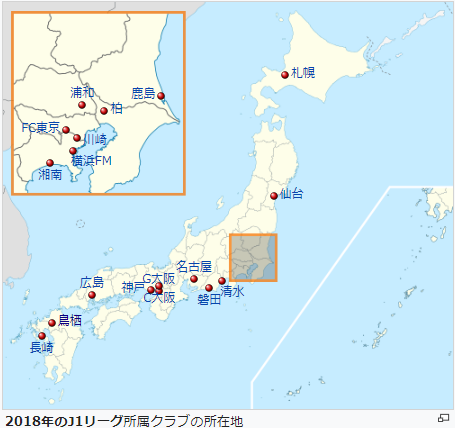 札幌
浦和
鹿島
柏
FC東京
川崎
横浜FM
湘南
仙台
名古屋
G大阪
広島
神戸
清水
C大阪
磐田
鳥栖
長崎
2018年のJ1リーグ所属クラブの所在地